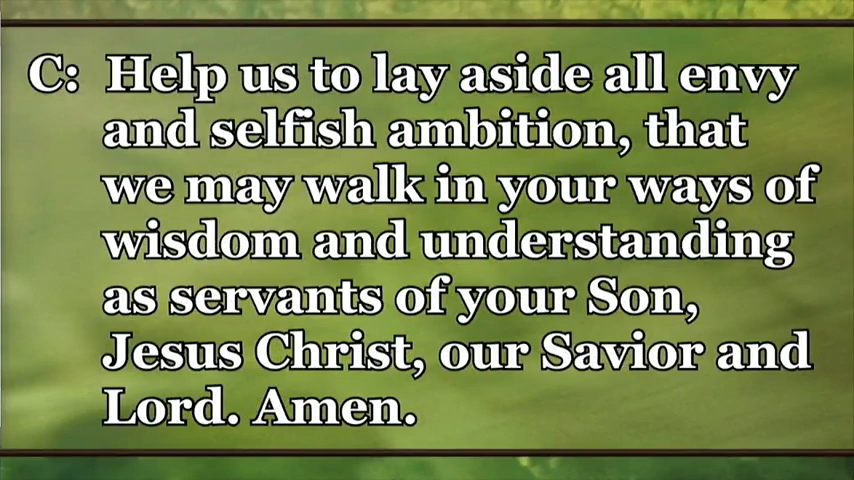 C: Help us to lay aside all envy
and selfish ambition, that
we may walk in your ways of
wisdom and understanding
as servants of your Son,
Jesus Christ, our Savior and
Lord. Amen.